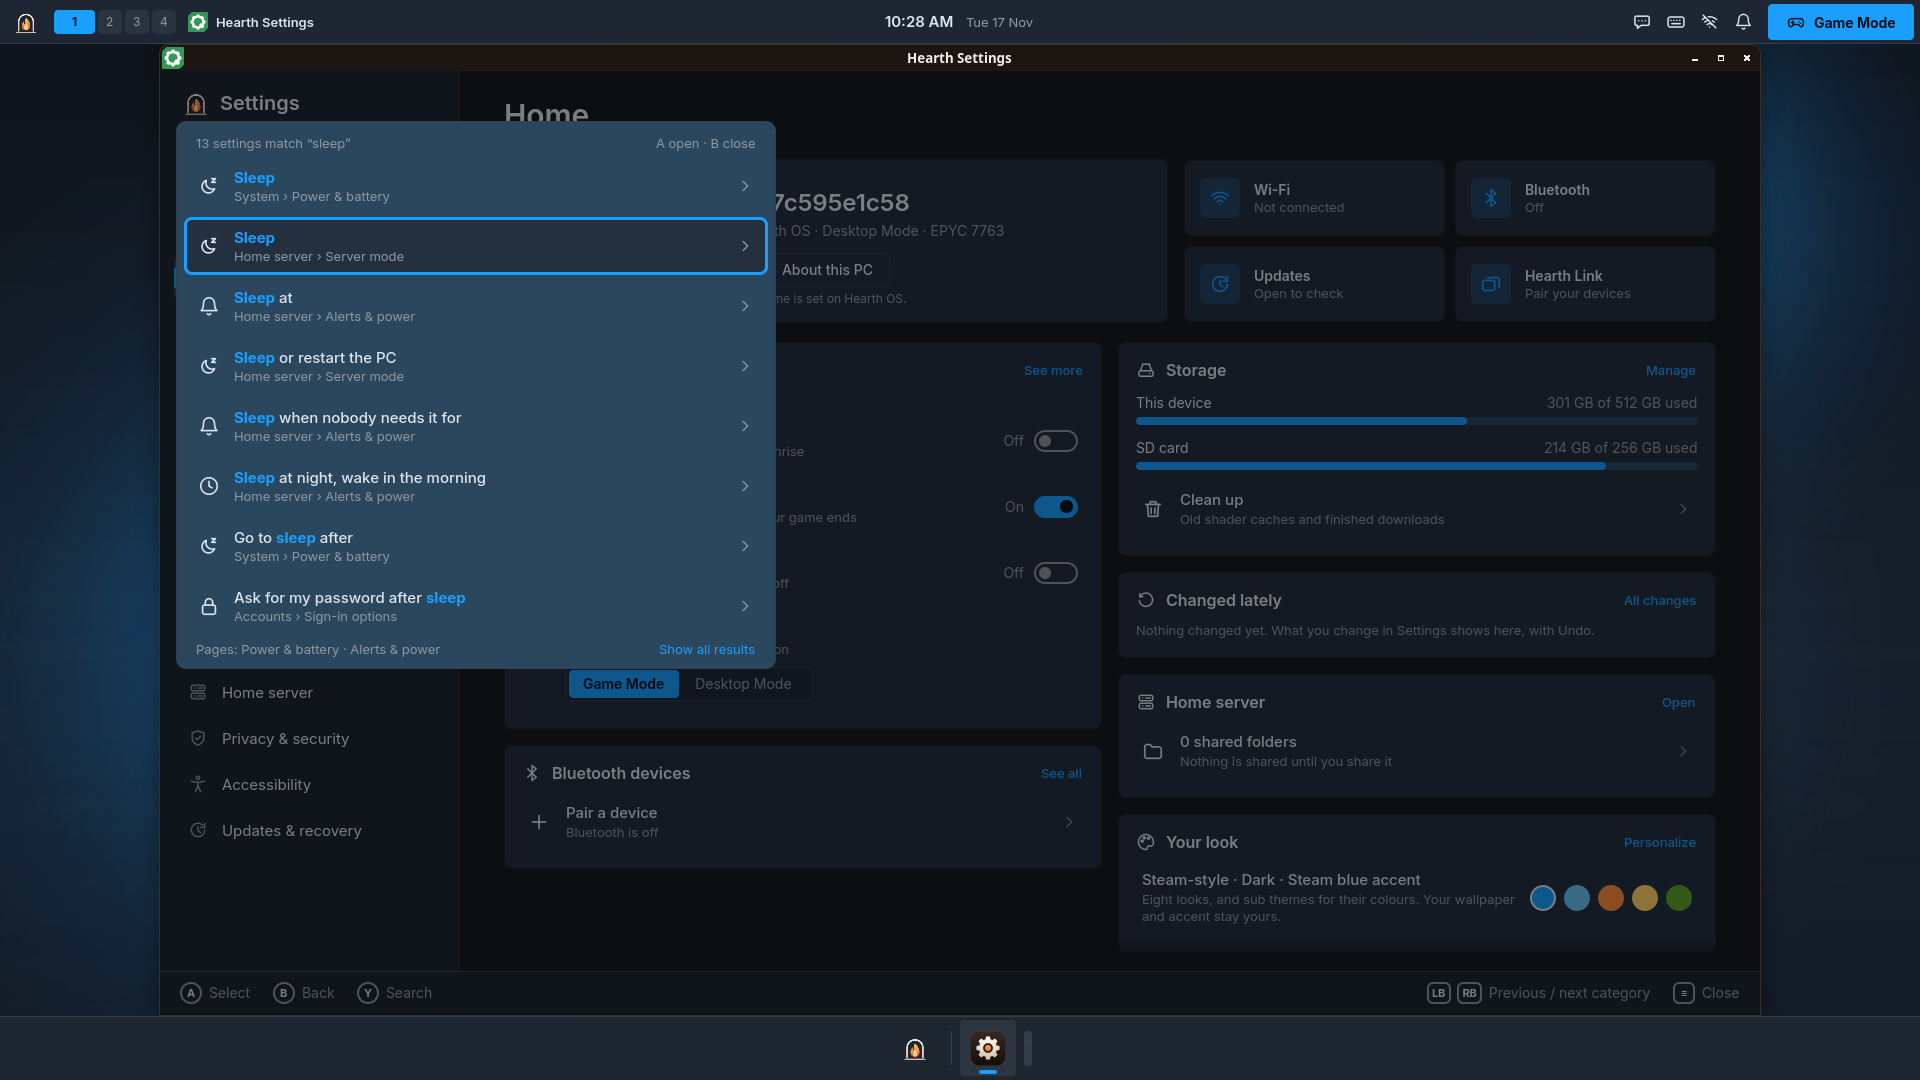 1 2 3 4 Hearth Settings
10:28 AM Tue 17 Nov
Game Mode
Hearth Settings
Settings
Home
13 settings match “sleep” A open · B close
Sleep
System › Power & battery
Sleep
Home server › Server mode
Sleep at
Home server › Alerts & power
Sleep or restart the PC
Home server › Server mode
Sleep when nobody needs it for
Home server › Alerts & power
Sleep at night, wake in the morning
Home server › Alerts & power
Go to sleep after
System › Power & battery
Ask for my password after sleep
Accounts › Sign-in options
Pages: Power & battery · Alerts & power Show all results
Home server
Privacy & security
Accessibility
Updates & recovery
7c595e1c58
OS · Desktop Mode · EPYC 7763
About this PC
is set on Hearth OS.
Wi-Fi
Not connected
Bluetooth
Off
Updates
Open to check
Hearth Link
Pair your devices
See more
Off
On
game ends
Off
Game Mode Desktop Mode
Bluetooth devices See all
Pair a device
Bluetooth is off
Storage Manage
This device 301 GB of 512 GB used
SD card 214 GB of 256 GB used
Clean up
Old shader caches and finished downloads
Changed lately All changes
Nothing changed yet. What you change in Settings shows here, with Undo.
Home server Open
0 shared folders
Nothing is shared until you share it
Your look Personalize
Steam-style · Dark · Steam blue accent
Eight looks, and sub themes for their colours. Your wallpaper
and accent stay yours.
A Select B Back Y Search
LB RB Previous / next category Close